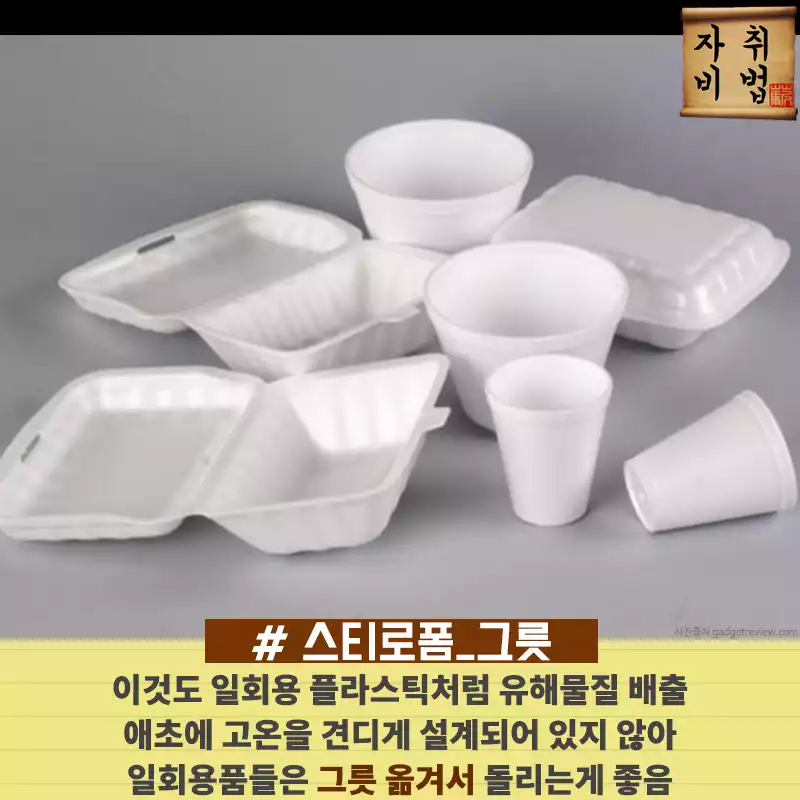 자취
비법
사진출처 gadgetreview.com
# 스티로폼_그릇
이것도 일회용 플라스틱처럼 유해물질 배출
애초에 고온을 견디게 설계되어 있지 않아
일회용품들은 그릇 옮겨서 돌리는게 좋음